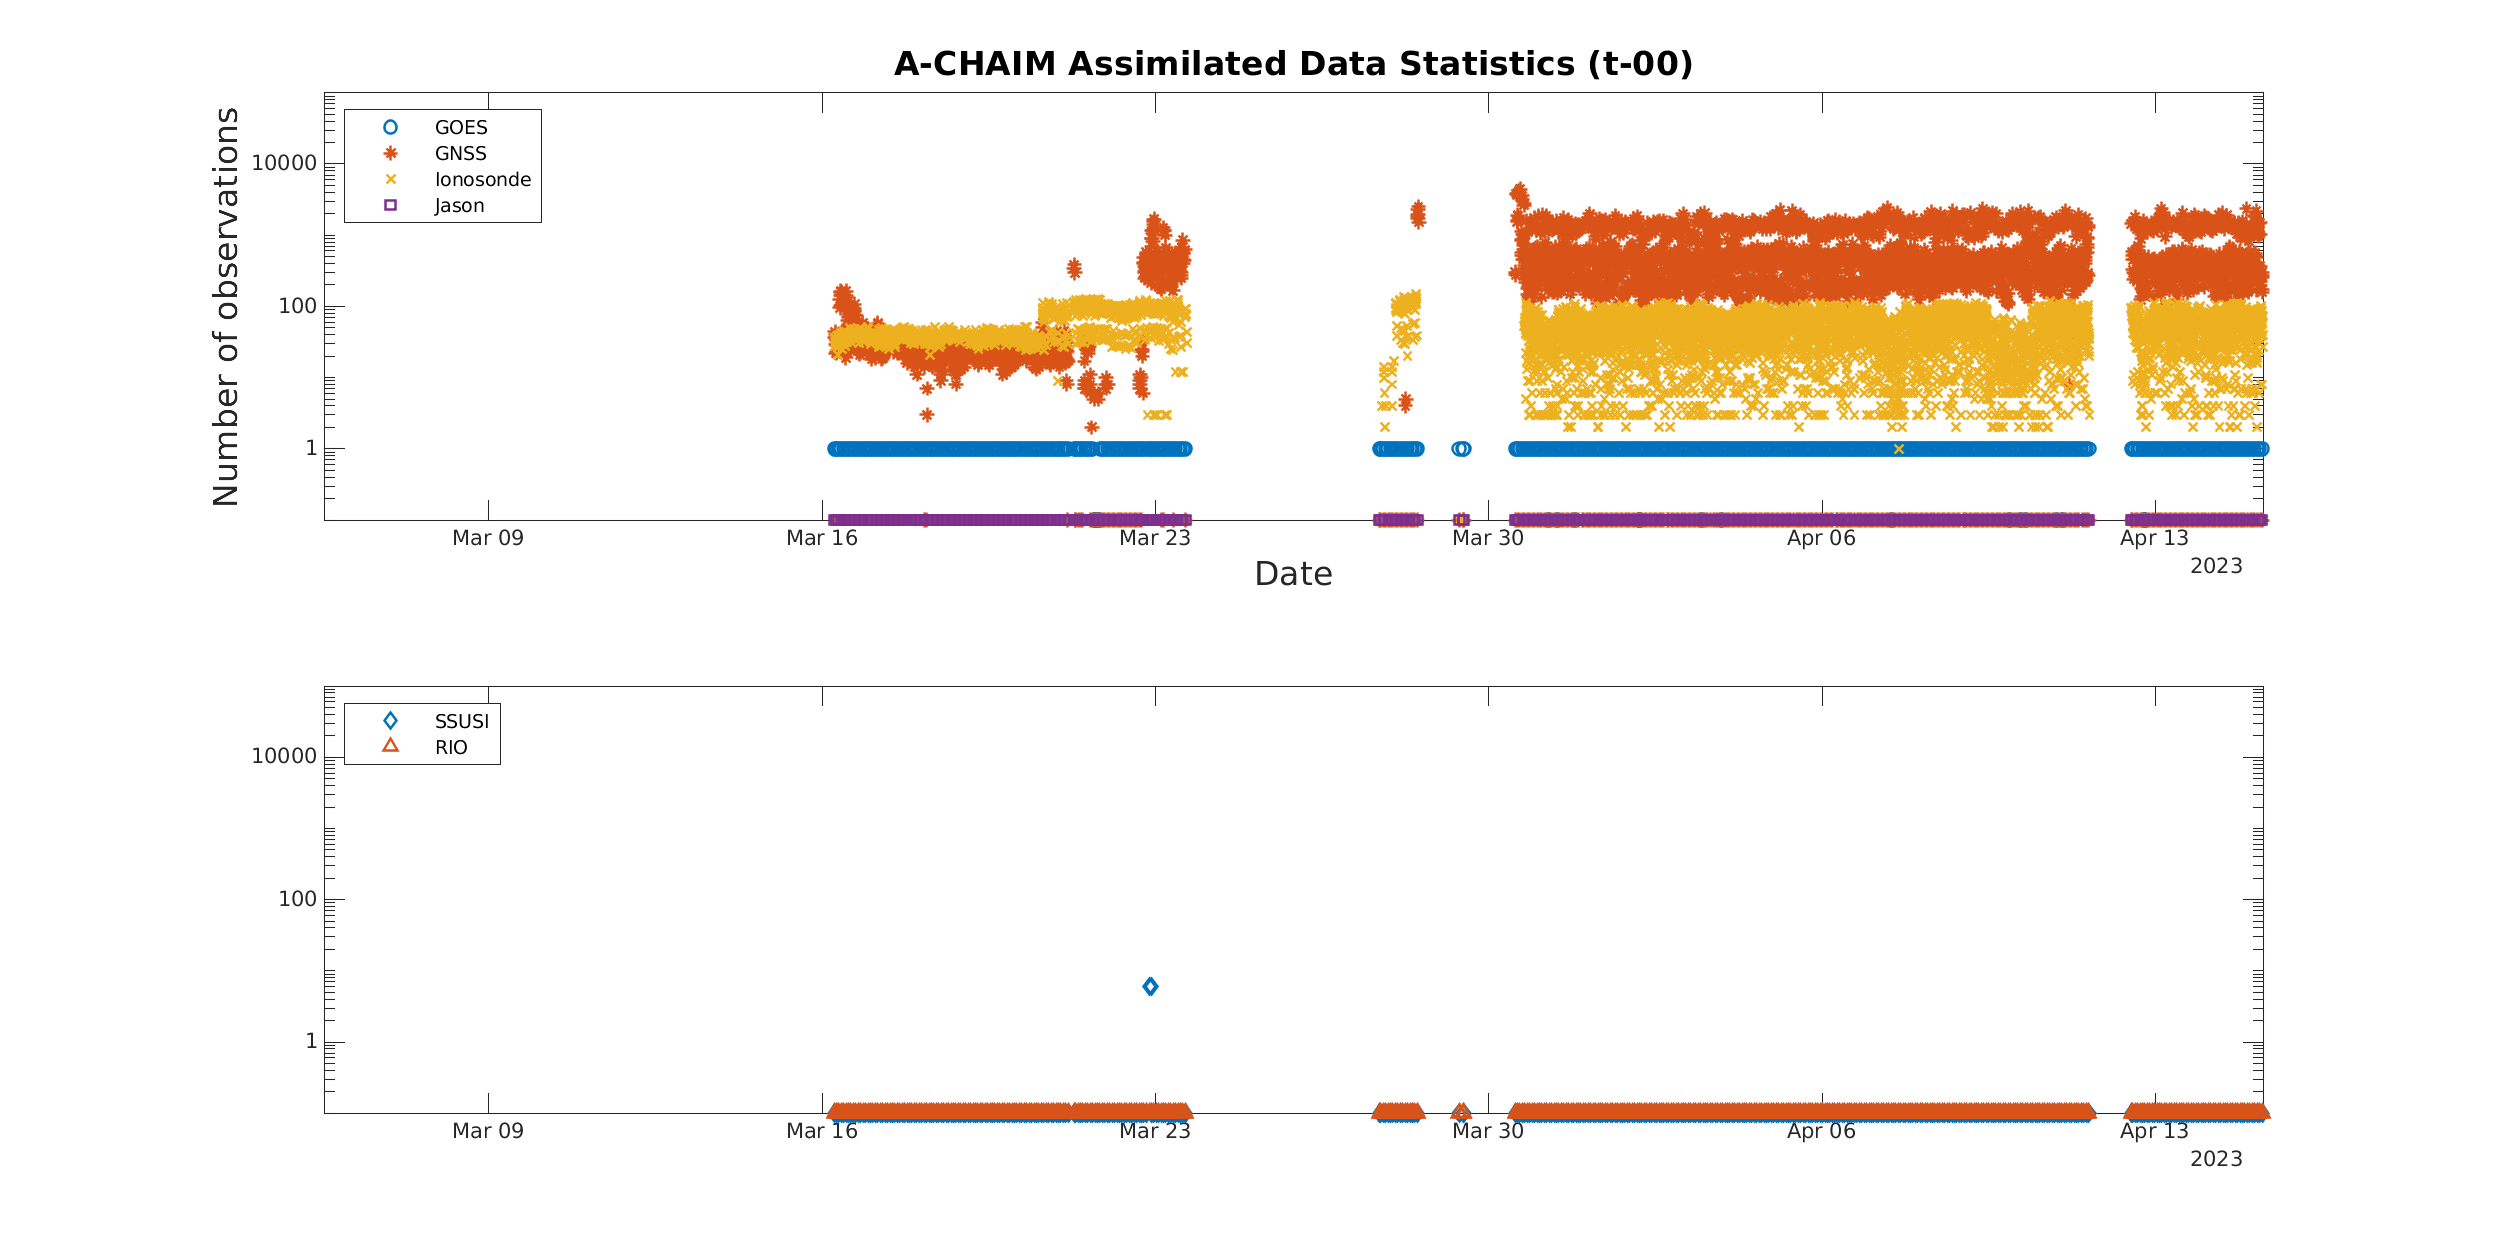 A-CHAIM Assimilated Data Statistics (t-00)
Number of observations
GOES
GNSS
Ionosonde
Jason
10000
100
1
Mar 09 Mar 16 Mar 23 Mar 30 Apr 06 Apr 13
2023
Date
SSUSI
RIO
10000
100
1
Mar 09 Mar 16 Mar 23 Mar 30 Apr 06 Apr 13
2023